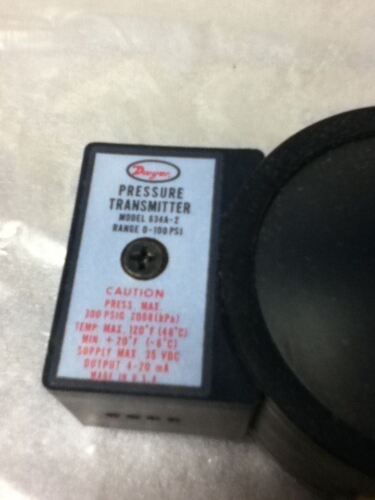 Dwyer
PRESSURE
TRANSMITTER
MODEL 634A-2
RANGE 0-100 PSI
CAUTION
PRESS. MAX.
300 PSIG 2068(kPa)
TEMP. MAX. 120°F (48°C)
MIN. +20°F (-6°C)
SUPPLY MAX. 35 VDC
OUTPUT 4-20 mA
MADE IN U.S.A.